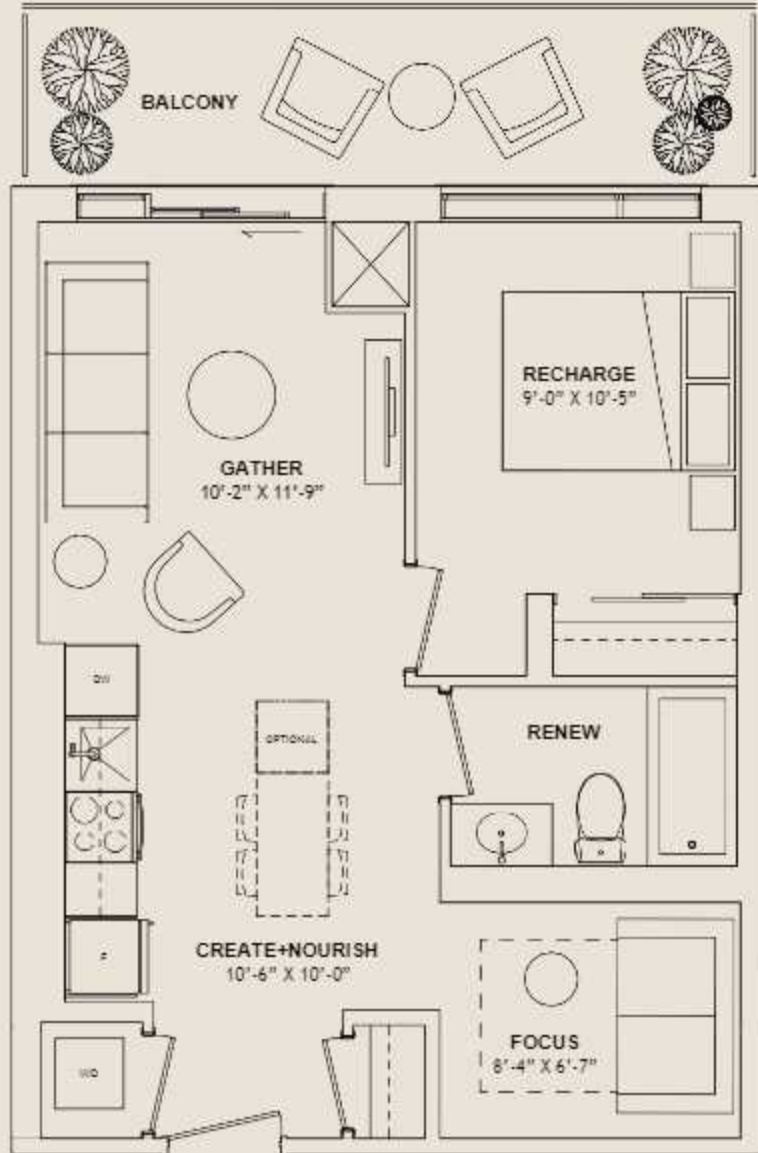 BALCONY
RECHARGE
9'-0" X 10'-5"
GATHER
10'-2" X 11'-9"
DW
OPTIONAL
RENEW
CREATE+NOURISH
10'-6" X 10'-0"
F
FOCUS
8'-4" X 6'-7"
WD